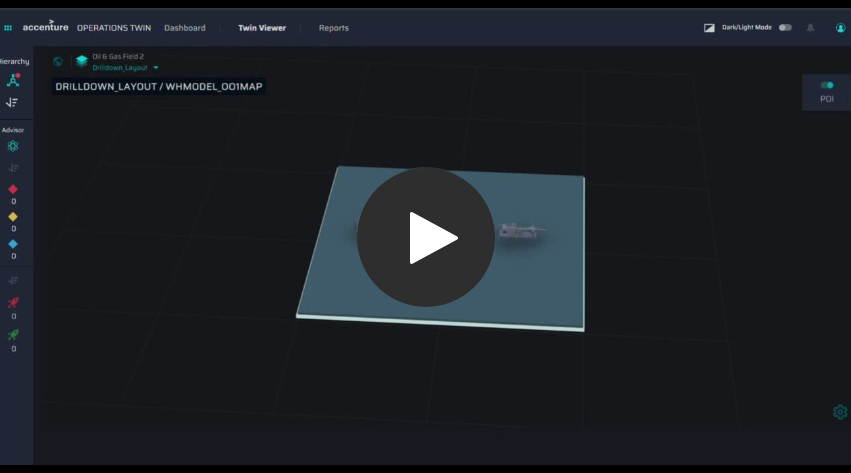 accenture OPERATIONS TWIN Dashboard Twin Viewer Reports Dark/Light Mode
Hierarchy
Oil & Gas Field-2
Drilldown_Layout
DRILLDOWN_LAYOUT / WHMODEL_001MAP
POI
Advisor
0
0
0
0
0